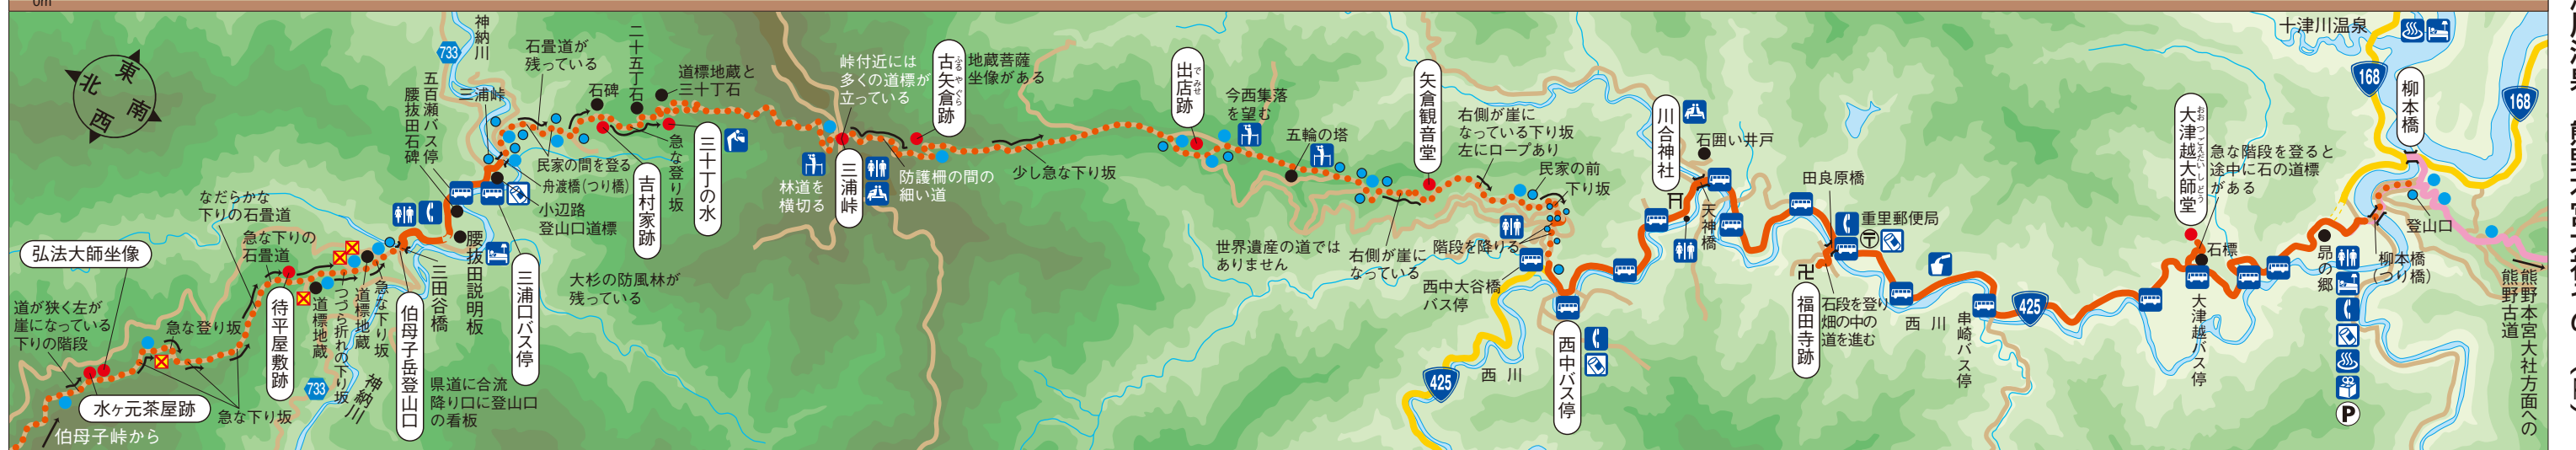 0m
北
東
南
西
弘法大師坐像
道が狭く左が
崖になっている
下りの階段
水ヶ元茶屋跡
伯母子峠から
急な登り坂
急な下り坂
なだらかな
下りの石畳道
急な下りの
石畳道
待平屋敷跡
道標地蔵
つづら折れの下り坂
道標地蔵
急な下り坂
733
神納川
伯母子岳登山口
県道に合流
降り口に登山口
の看板
三田谷橋
腰抜田説明板
五百瀬バス停
腰抜田石碑
733
神納川
三浦峠
三浦口バス停
石畳道が
残っている
民家の間を登る
舟渡橋(つり橋)
小辺路
登山口道標
石碑
二十五丁石
道標地蔵と
三十丁石
吉村家跡
急な登り坂
三十丁の水
大杉の防風林が
残っている
峠付近には
多くの道標が
立っている
林道を
横切る
三浦峠
古矢倉跡
ふるやぐら
地蔵菩薩
坐像がある
防護柵の間の
細い道
少し急な下り坂
出店跡
でみせ
今西集落
を望む
五輪の塔
世界遺産の道では
ありません
矢倉観音堂
右側が崖に
なっている
右側が崖に
なっている下り坂
左にロープあり
民家の前
下り坂
階段を降りる
西中大谷橋
バス停
425
西川
西中バス停
川合神社
石囲い井戸
天神橋
田良原橋
重里郵便局
福田寺跡
石段を登り
畑の中の
道を進む
西川
串崎バス停
425
大津越大師堂
おおつごえだいしどう
急な階段を登ると
途中に石の道標
がある
石標
大津越バス停
昴の郷
P
十津川温泉
168
柳本橋
168
登山口
柳本橋
(つり橋)
熊野本宮大社方面への
熊野古道